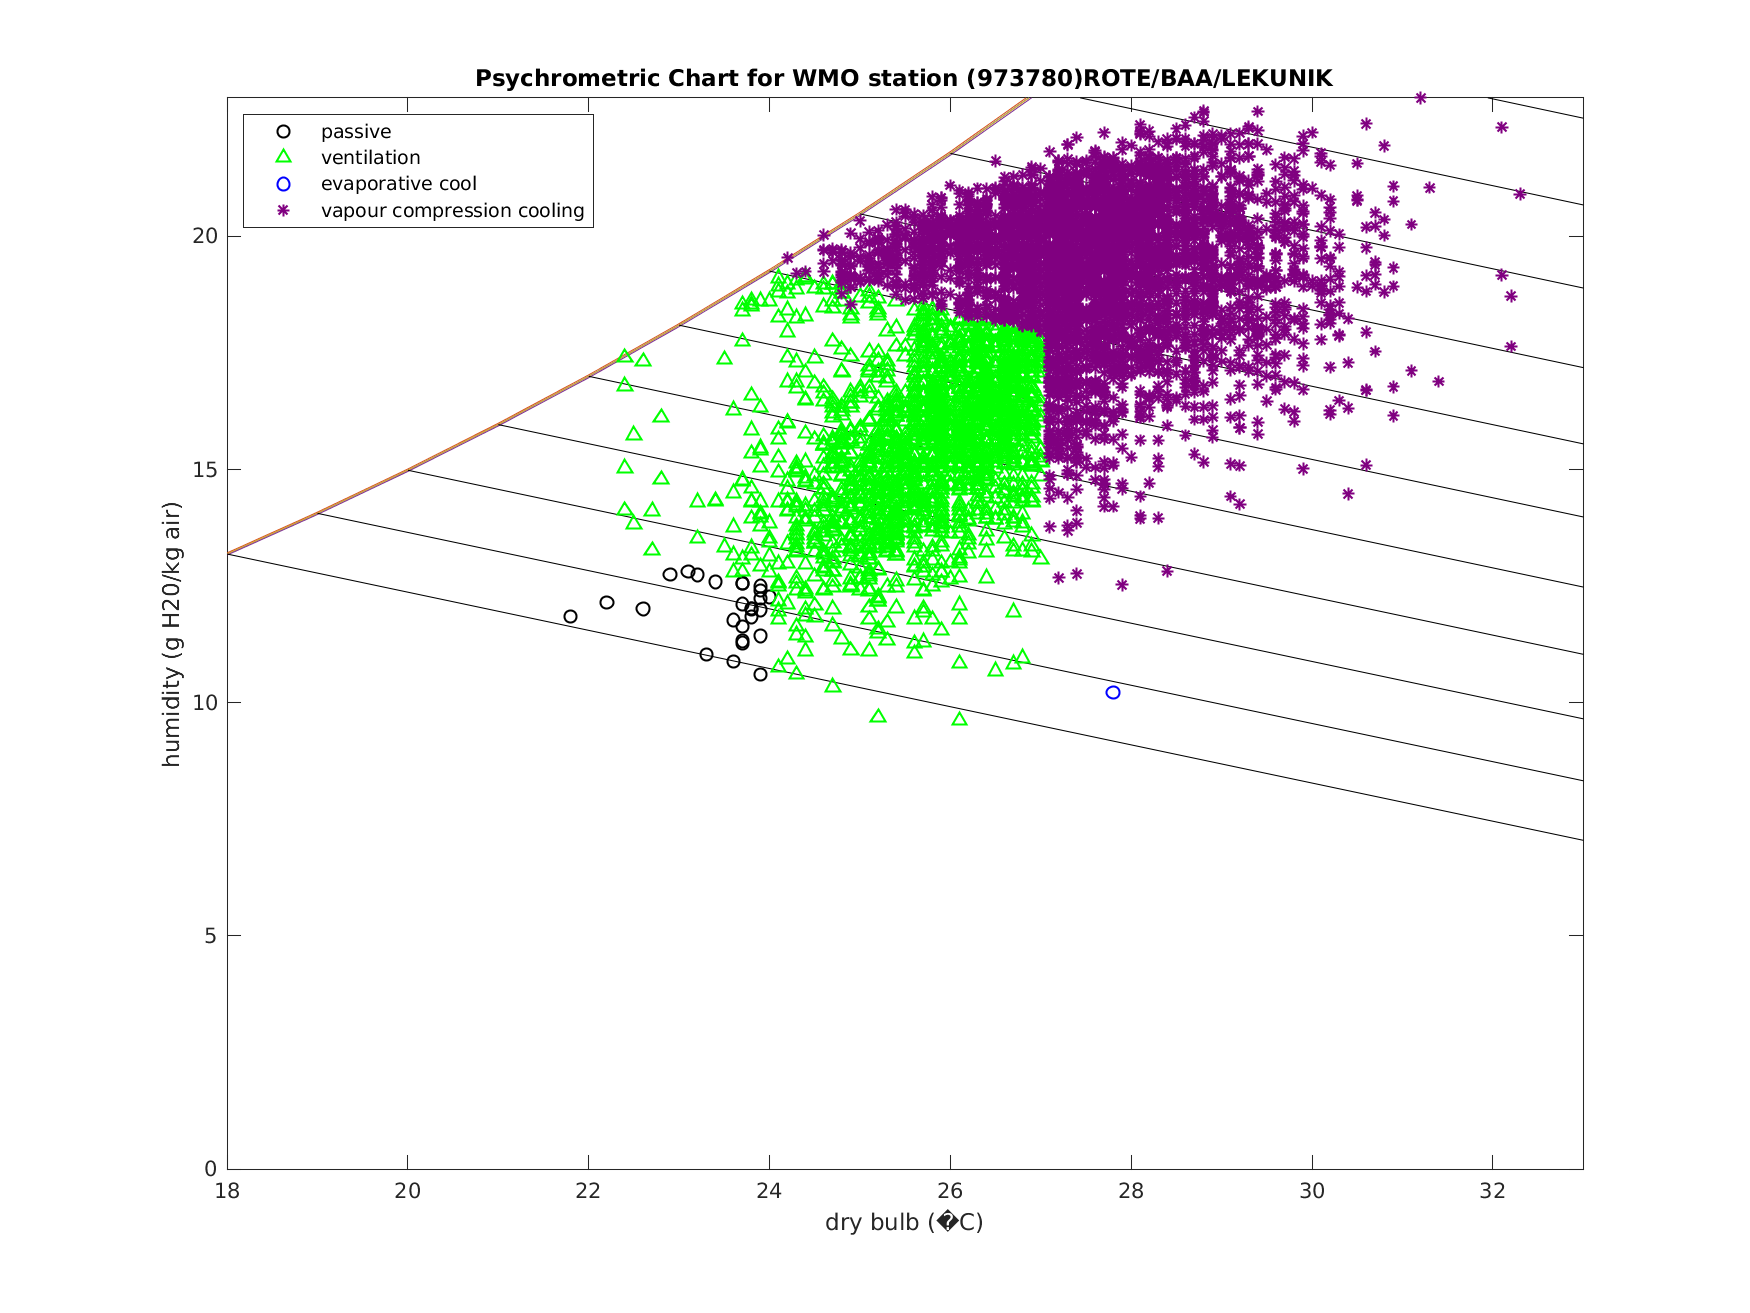 Psychrometric Chart for WMO station (973780)ROTE/BAA/LEKUNIK
passive
ventilation
evaporative cool
vapour compression cooling
humidity (g H20/kg air)
20
15
10
5
0
18 20 22 24 26 28 30 32
dry bulb (�C)